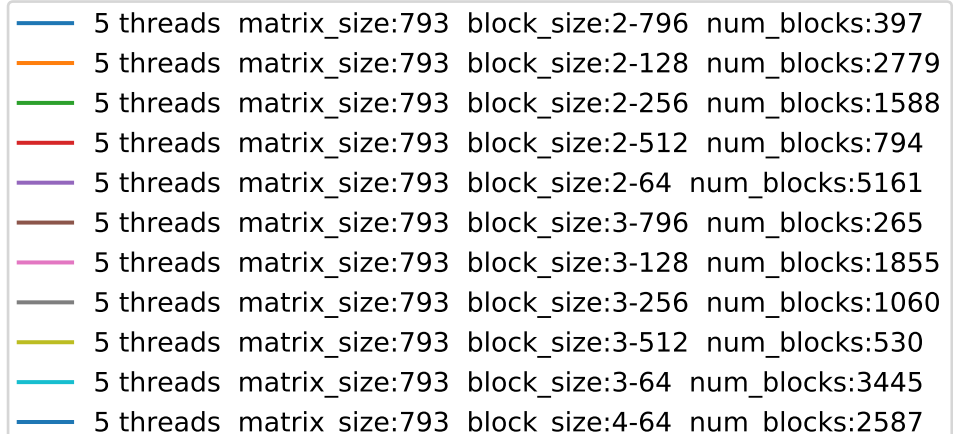 5 threads  matrix_size:793  block_size:2-796  num_blocks:397
5 threads  matrix_size:793  block_size:2-128  num_blocks:2779
5 threads  matrix_size:793  block_size:2-256  num_blocks:1588
5 threads  matrix_size:793  block_size:2-512  num_blocks:794
5 threads  matrix_size:793  block_size:2-64  num_blocks:5161
5 threads  matrix_size:793  block_size:3-796  num_blocks:265
5 threads  matrix_size:793  block_size:3-128  num_blocks:1855
5 threads  matrix_size:793  block_size:3-256  num_blocks:1060
5 threads  matrix_size:793  block_size:3-512  num_blocks:530
5 threads  matrix_size:793  block_size:3-64  num_blocks:3445
5 threads  matrix_size:793  block_size:4-64  num_blocks:2587